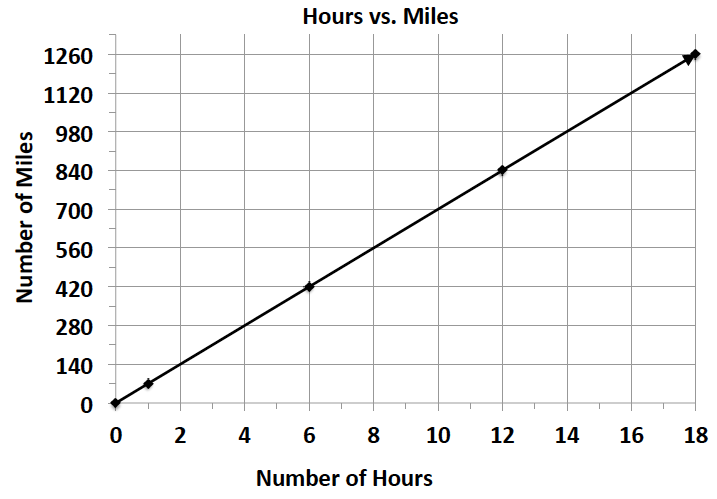 Hours vs. Miles
Number of Miles
1260
1120
980
840
700
560
420
280
140
0
0 2 4 6 8 10 12 14 16 18
Number of Hours